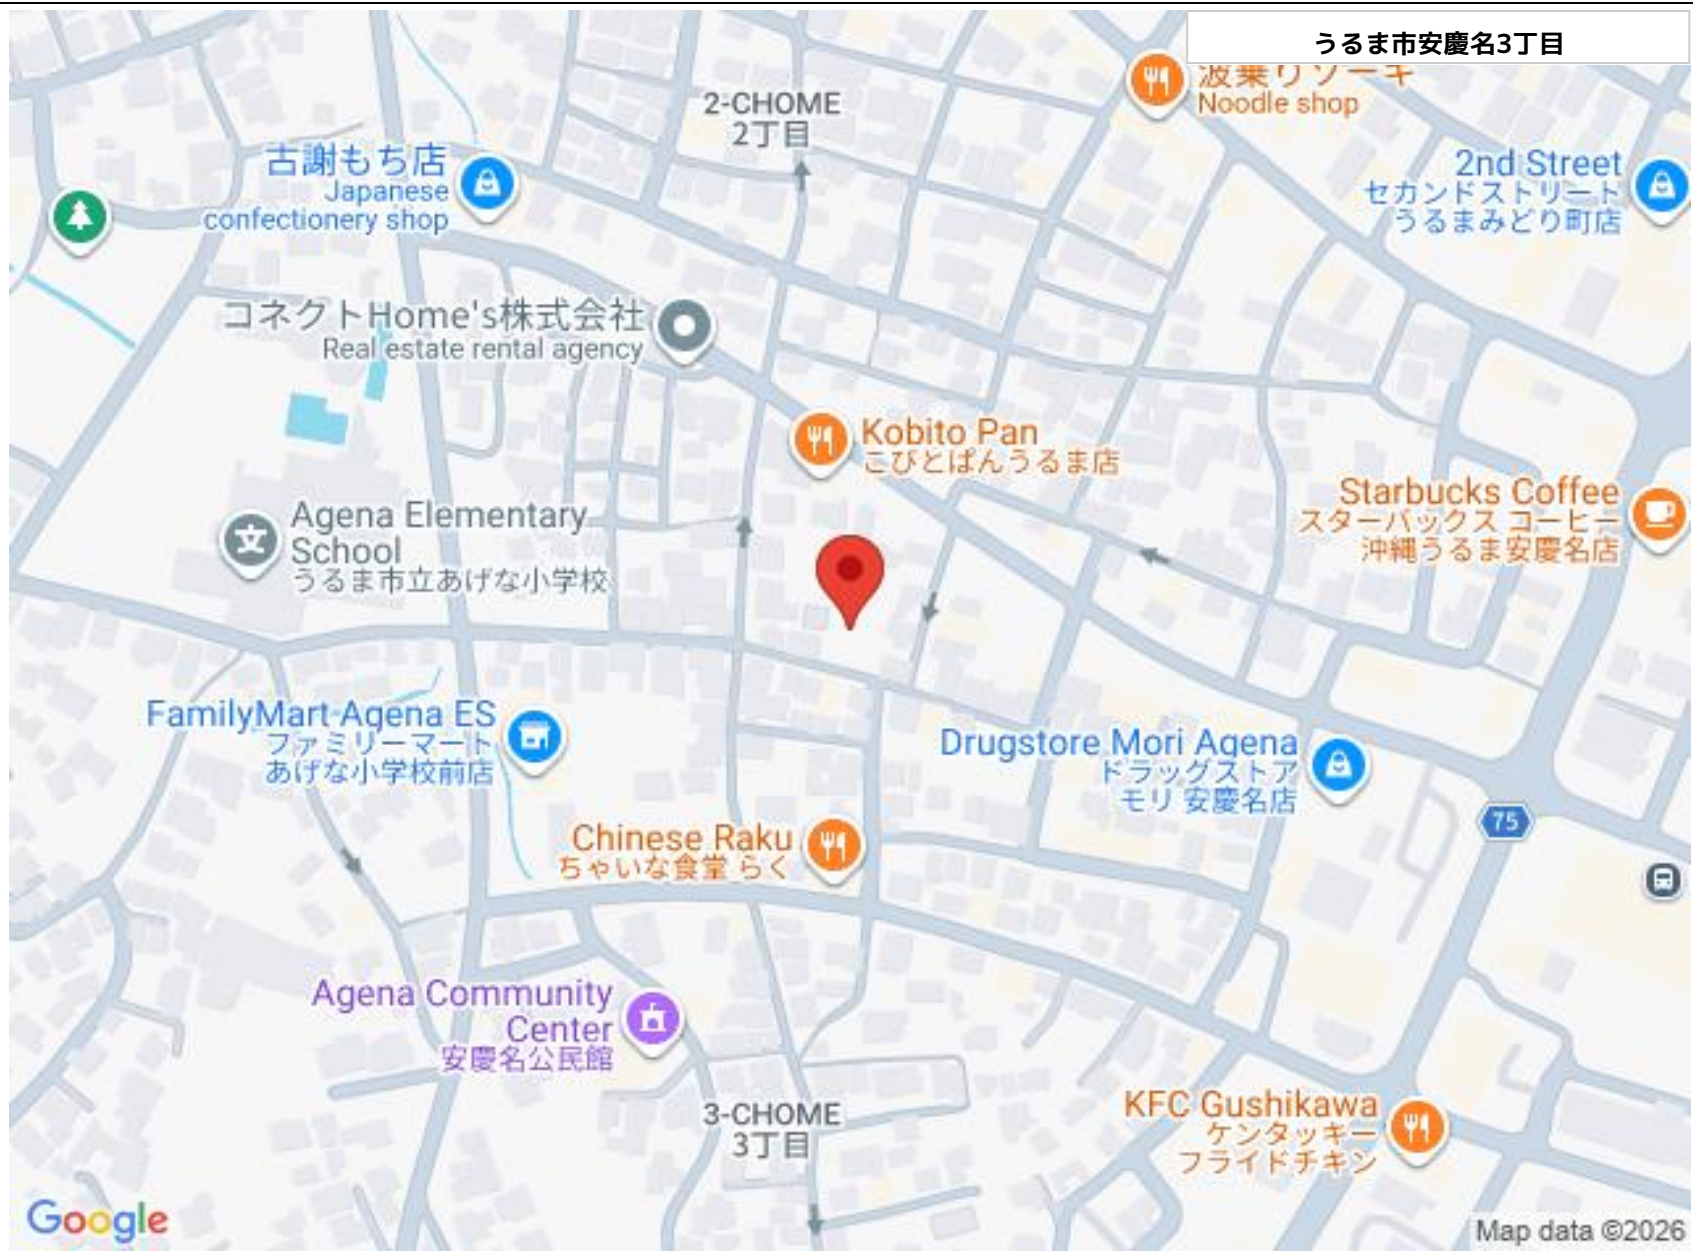 うるま市安慶名3丁目
波乗りソーキ
Noodle shop
2-CHOME
2丁目
古謝もち店
Japanese
confectionery shop
2nd Street
セカンドストリート
うるまみどり町店
コネクトHome's株式会社
Real estate rental agency
Kobito Pan
こびとぱんうるま店
Starbucks Coffee
スターバックス コーヒー
沖縄うるま安慶名店
Agena Elementary
School
うるま市立あげな小学校
文
FamilyMart Agena ES
ファミリーマート
あげな小学校前店
Drugstore Mori Agena
ドラッグストア
モリ 安慶名店
75
Chinese Raku
ちゃいな食堂 らく
Agena Community
Center
安慶名公民館
3-CHOME
3丁目
KFC Gushikawa
ケンタッキー
フライドチキン
Google
Map data ©2026